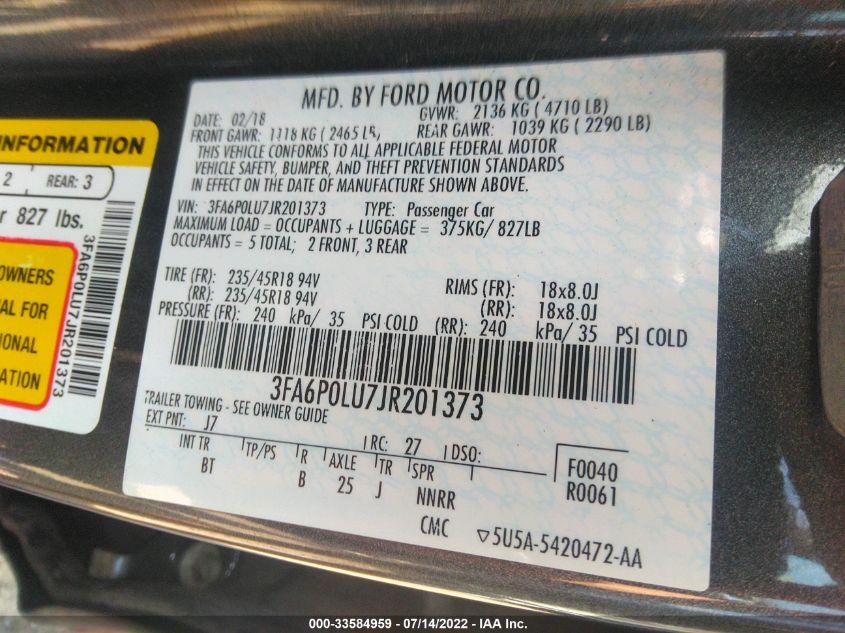 MFD. BY FORD MOTOR CO.
DATE: 02/18 GVWR: 2136 KG ( 4710 LB)
FRONT GAWR: 1118 KG ( 2465 LB) REAR GAWR: 1039 KG ( 2290 LB)
THIS VEHICLE CONFORMS TO ALL APPLICABLE FEDERAL MOTOR
VEHICLE SAFETY, BUMPER, AND THEFT PREVENTION STANDARDS
IN EFFECT ON THE DATE OF MANUFACTURE SHOWN ABOVE.
VIN: 3FA6P0LU7JR201373 TYPE: Passenger Car
MAXIMUM LOAD = OCCUPANTS + LUGGAGE = 375KG/ 827LB
OCCUPANTS = 5 TOTAL; 2 FRONT, 3 REAR
TIRE (FR): 235/45R18 94V RIMS (FR): 18x8.0J
(RR): 235/45R18 94V (RR): 18x8.0J
PRESSURE (FR): 240 kPa/ 35 PSI COLD (RR): 240 kPa/ 35 PSI COLD
3FA6P0LU7JR201373
TRAILER TOWING - SEE OWNER GUIDE
EXT PNT: J7 RC: 27 DSO:
INT TR TP/PS R AXLE TR SPR F0040
BT B 25 J NNRR R0061
CMC ▽5U5A-5420472-AA
INFORMATION
2 REAR: 3
827 lbs.
OWNERS
FOR
3FA6P0LU7JR201373
000-33584959 - 07/14/2022 - IAA Inc.